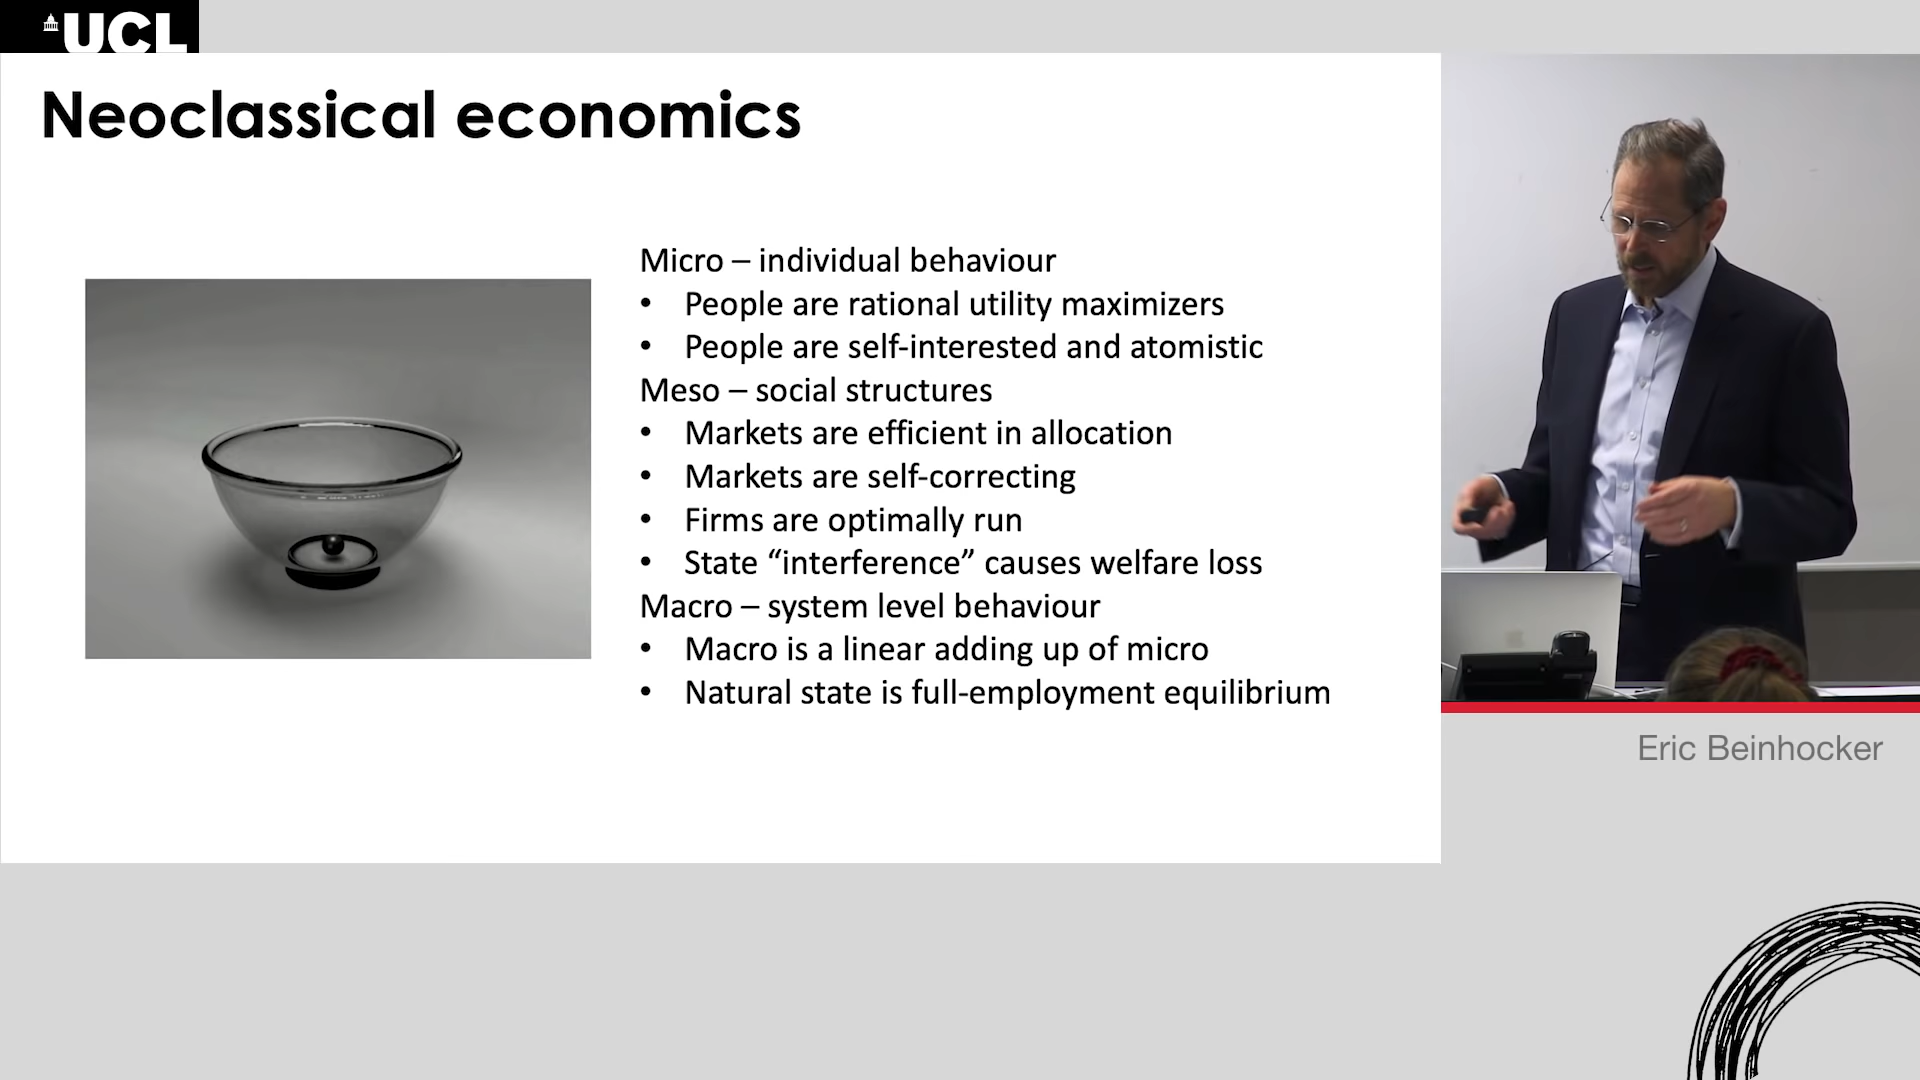 UCL
Neoclassical economics
Micro – individual behaviour
• People are rational utility maximizers
• People are self-interested and atomistic
Meso – social structures
• Markets are efficient in allocation
• Markets are self-correcting
• Firms are optimally run
• State “interference” causes welfare loss
Macro – system level behaviour
• Macro is a linear adding up of micro
• Natural state is full-employment equilibrium
Eric Beinhocker